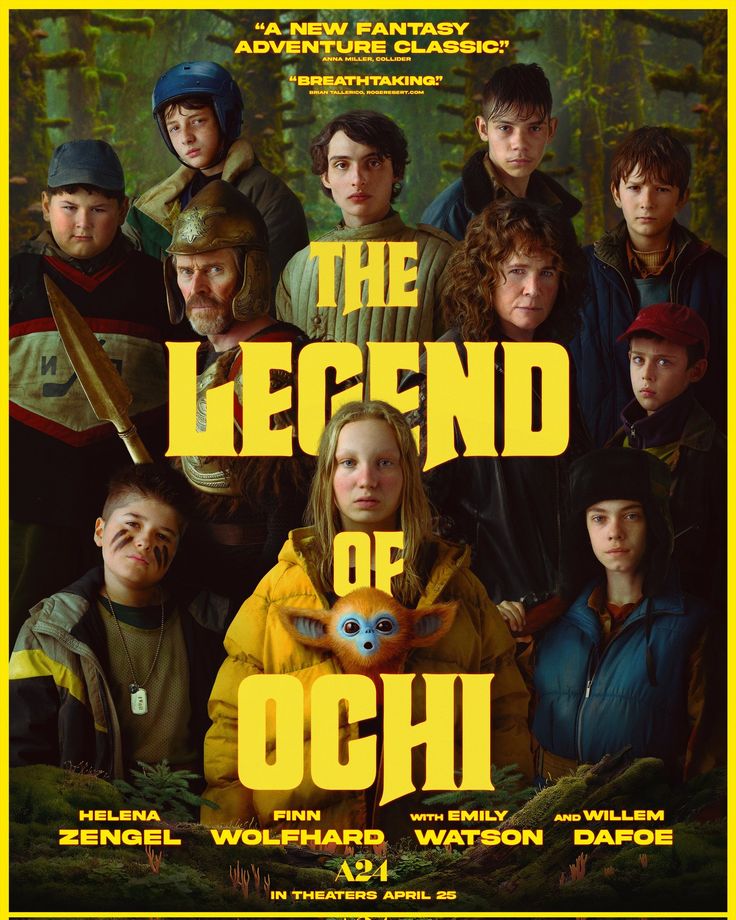 “A NEW FANTASY
ADVENTURE CLASSIC.”
ANNA MILLER, COLLIDER
“BREATHTAKING.”
BRIAN TALLERICO, ROGEREBERT.COM
THE
LEGEND
OF
OCHI
HELENA
ZENGEL
FINN
WOLFHARD
WITH EMILY
WATSON
AND WILLEM
DAFOE
A24
IN THEATERS APRIL 25